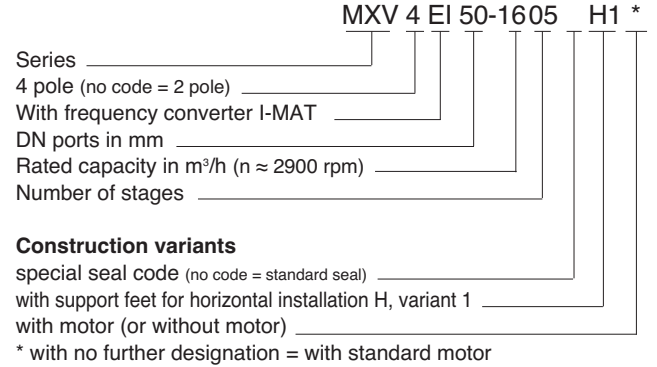 MXV 4 EI 50-16 05 H1 *
Series
4 pole (no code = 2 pole)
With frequency converter I-MAT
DN ports in mm
Rated capacity in m³/h (n ≈ 2900 rpm)
Number of stages
Construction variants
special seal code (no code = standard seal)
with support feet for horizontal installation H, variant 1
with motor (or without motor)
* with no further designation = with standard motor